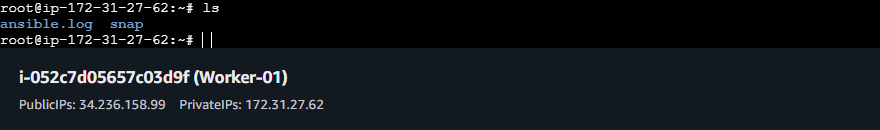 root@ip-172-31-27-62:~# ls
ansible.log  snap
root@ip-172-31-27-62:~#
i-052c7d05657c03d9f (Worker-01)
PublicIPs: 34.236.158.99    PrivateIPs: 172.31.27.62